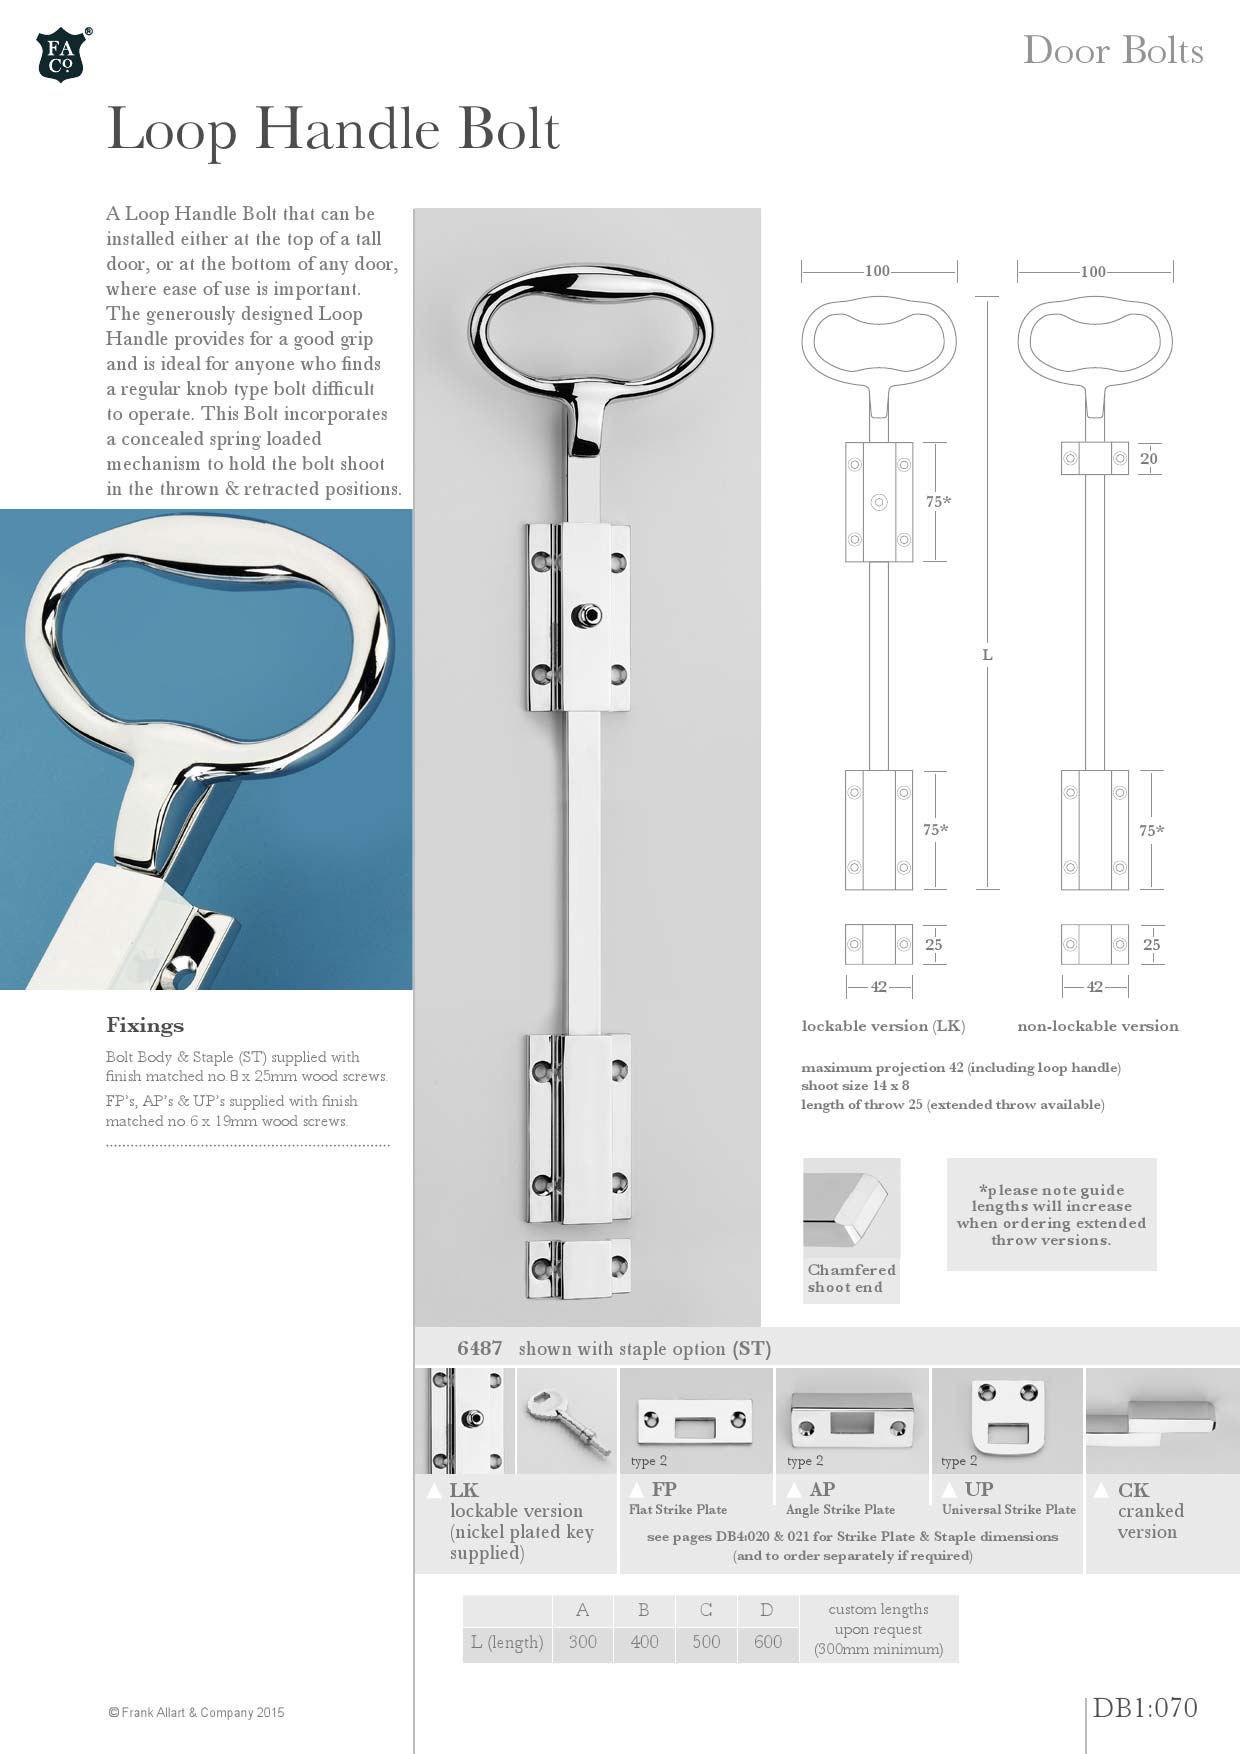 FA
Co.
®
Door Bolts
Loop Handle Bolt
A Loop Handle Bolt that can be
installed either at the top of a tall
door, or at the bottom of any door,
where ease of use is important.
The generously designed Loop
Handle provides for a good grip
and is ideal for anyone who finds
a regular knob type bolt difficult
to operate. This Bolt incorporates
a concealed spring loaded
mechanism to hold the bolt shoot
in the thrown & retracted positions.
100
100
20
75*
L
75*
75*
25
25
42
42
lockable version (LK)
non-lockable version
maximum projection 42 (including loop handle)
shoot size 14 x 8
length of throw 25 (extended throw available)
Fixings
Bolt Body & Staple (ST) supplied with
finish matched no.8 x 25mm wood screws.
FP's, AP's & UP's supplied with finish
matched no.6 x 19mm wood screws.
Chamfered
shoot end
*please note guide
lengths will increase
when ordering extended
throw versions.
6487 shown with staple option (ST)
type 2
type 2
type 2
LK
lockable version
(nickel plated key
supplied)
FP
Flat Strike Plate
AP
Angle Strike Plate
UP
Universal Strike Plate
see pages DB4:020 & 021 for Strike Plate & Staple dimensions
(and to order separately if required)
CK
cranked
version
A B C D
L (length) 300 400 500 600
custom lengths
upon request
(300mm minimum)
© Frank Allart & Company 2015
DB1:070